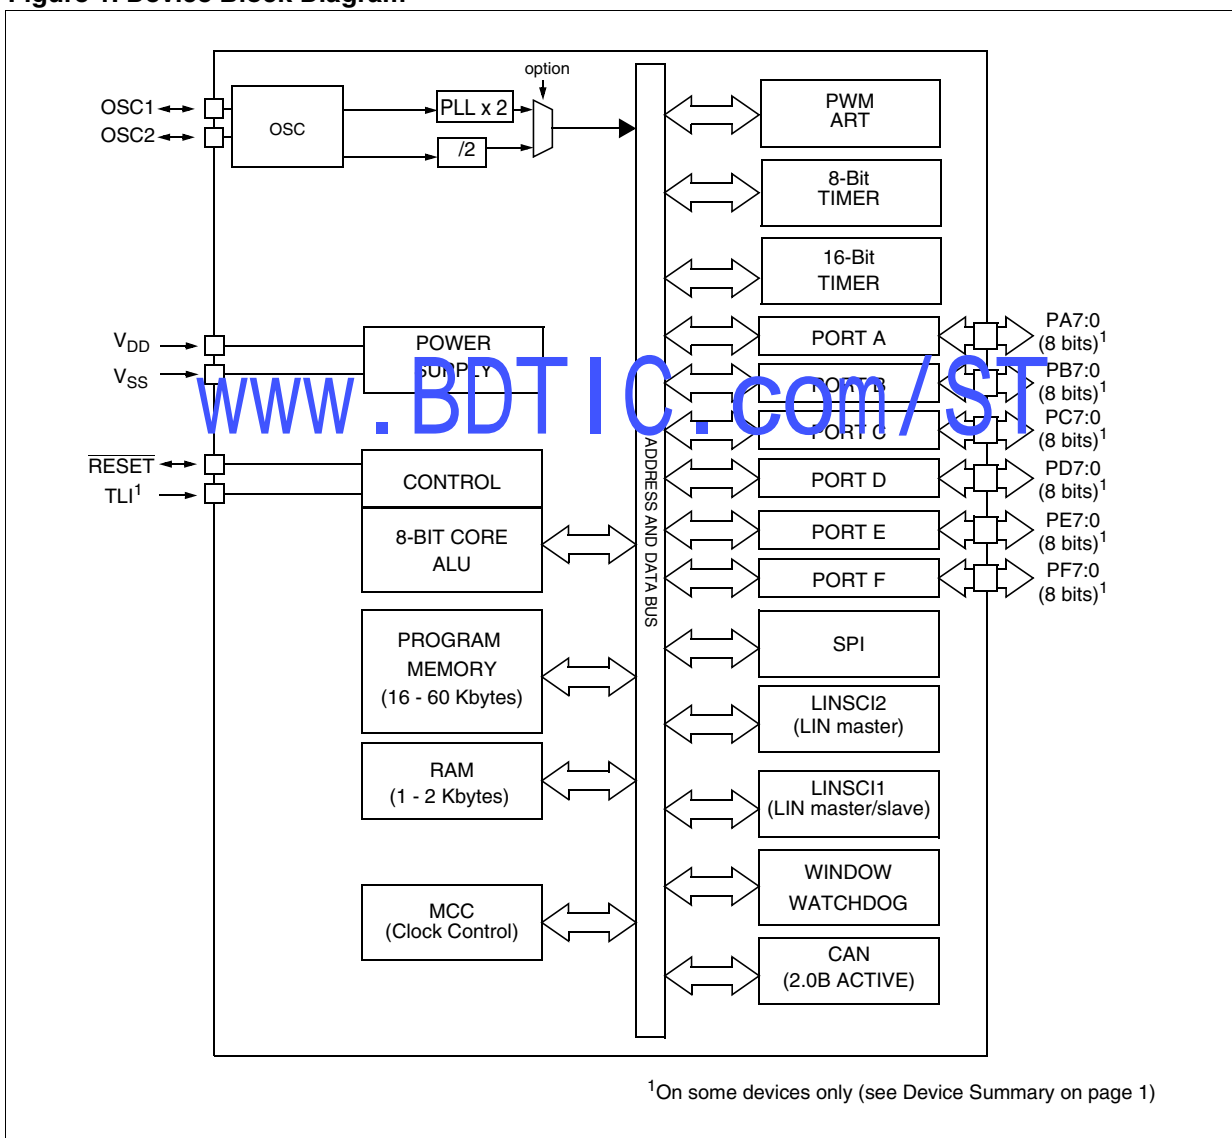 Figure 1. Device Block Diagram
option
OSC1
OSC2
OSC
PLL x 2
/2
PWM
ART
8-Bit
TIMER
16-Bit
TIMER
VDD
VSS
POWER
SUPPLY
PORT A
PA7:0
(8 bits)1
PORT B
PB7:0
(8 bits)1
www.BDTIC.com/ST
PORT C
PC7:0
(8 bits)1
RESET
TLI1
CONTROL
8-BIT CORE
ALU
ADDRESS AND DATA BUS
PORT D
PD7:0
(8 bits)1
PORT E
PE7:0
(8 bits)1
PORT F
PF7:0
(8 bits)1
PROGRAM
MEMORY
(16 - 60 Kbytes)
SPI
LINSCI2
(LIN master)
RAM
(1 - 2 Kbytes)
LINSCI1
(LIN master/slave)
WINDOW
WATCHDOG
MCC
(Clock Control)
CAN
(2.0B ACTIVE)
1On some devices only (see Device Summary on page 1)